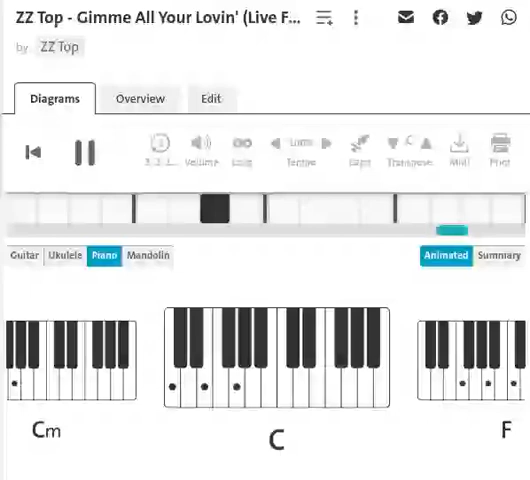 ZZ Top - Gimme All Your Lovin' (Live F...
by ZZ Top
Diagrams Overview Edit
Volume Loop Tempo Capo Transpose Midi Print
Guitar Ukulele Piano Mandolin
Animated Summary
Cm C F